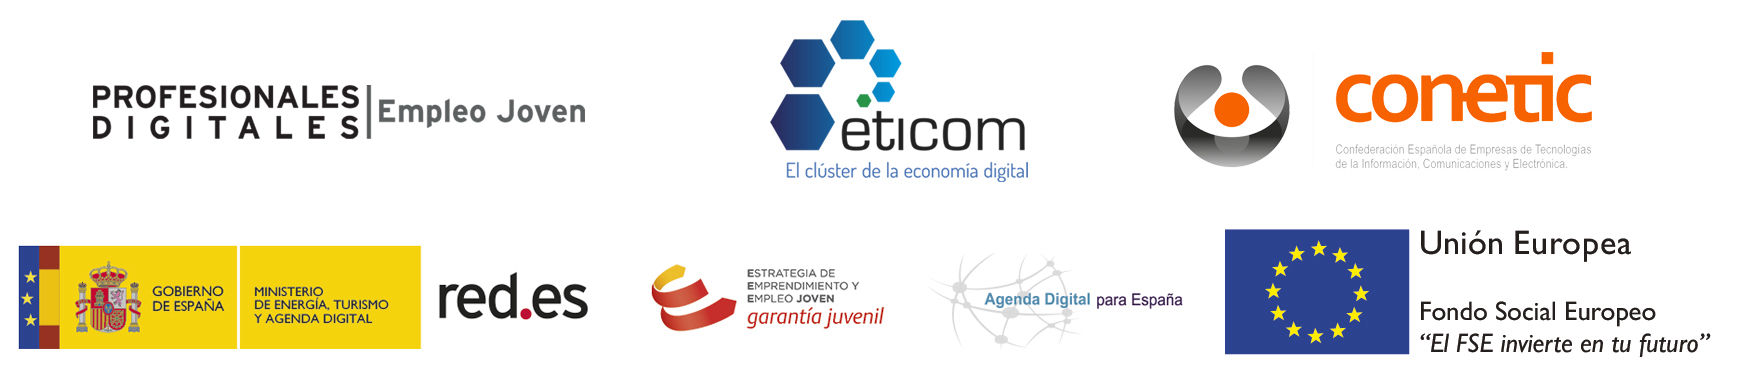 PROFESIONALES
DIGITALES
Empleo Joven
eticom
El clúster de la economía digital
conetic
Confederación Española de Empresas de Tecnologías
de la Información, Comunicaciones y Electrónica.
GOBIERNO
DE ESPAÑA
MINISTERIO
DE ENERGÍA, TURISMO
Y AGENDA DIGITAL
red.es
ESTRATEGIA DE
EMPRENDIMIENTO Y
EMPLEO JOVEN
garantía juvenil
Agenda Digital para España
Unión Europea
Fondo Social Europeo
“El FSE invierte en tu futuro”